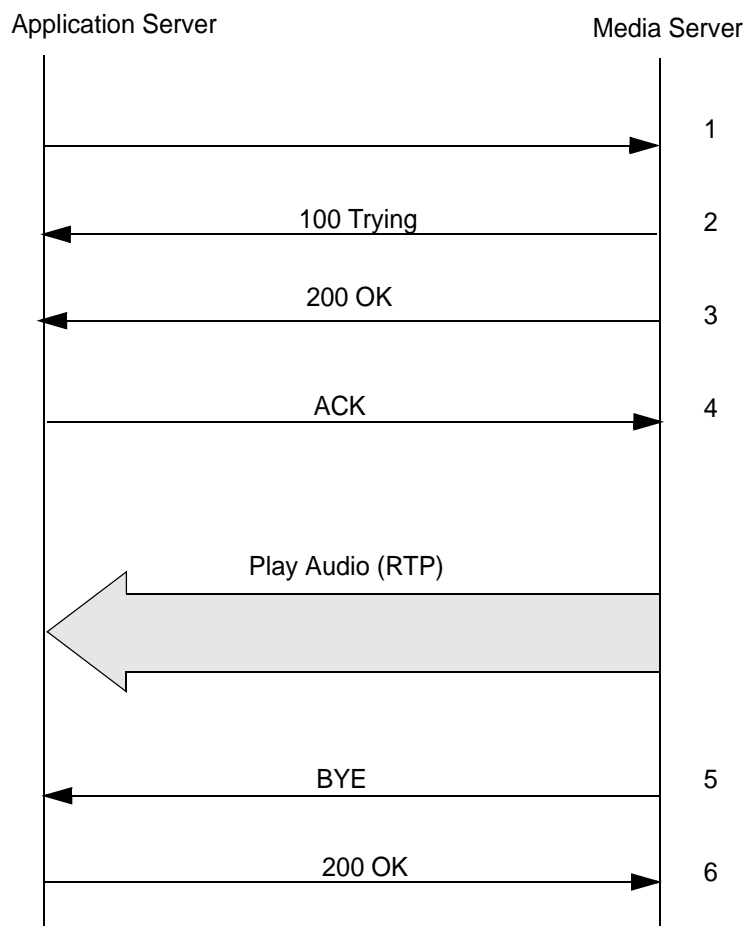 Application Server
Media Server
1
100 Trying
2
200 OK
3
ACK
4
Play Audio (RTP)
BYE
5
200 OK
6